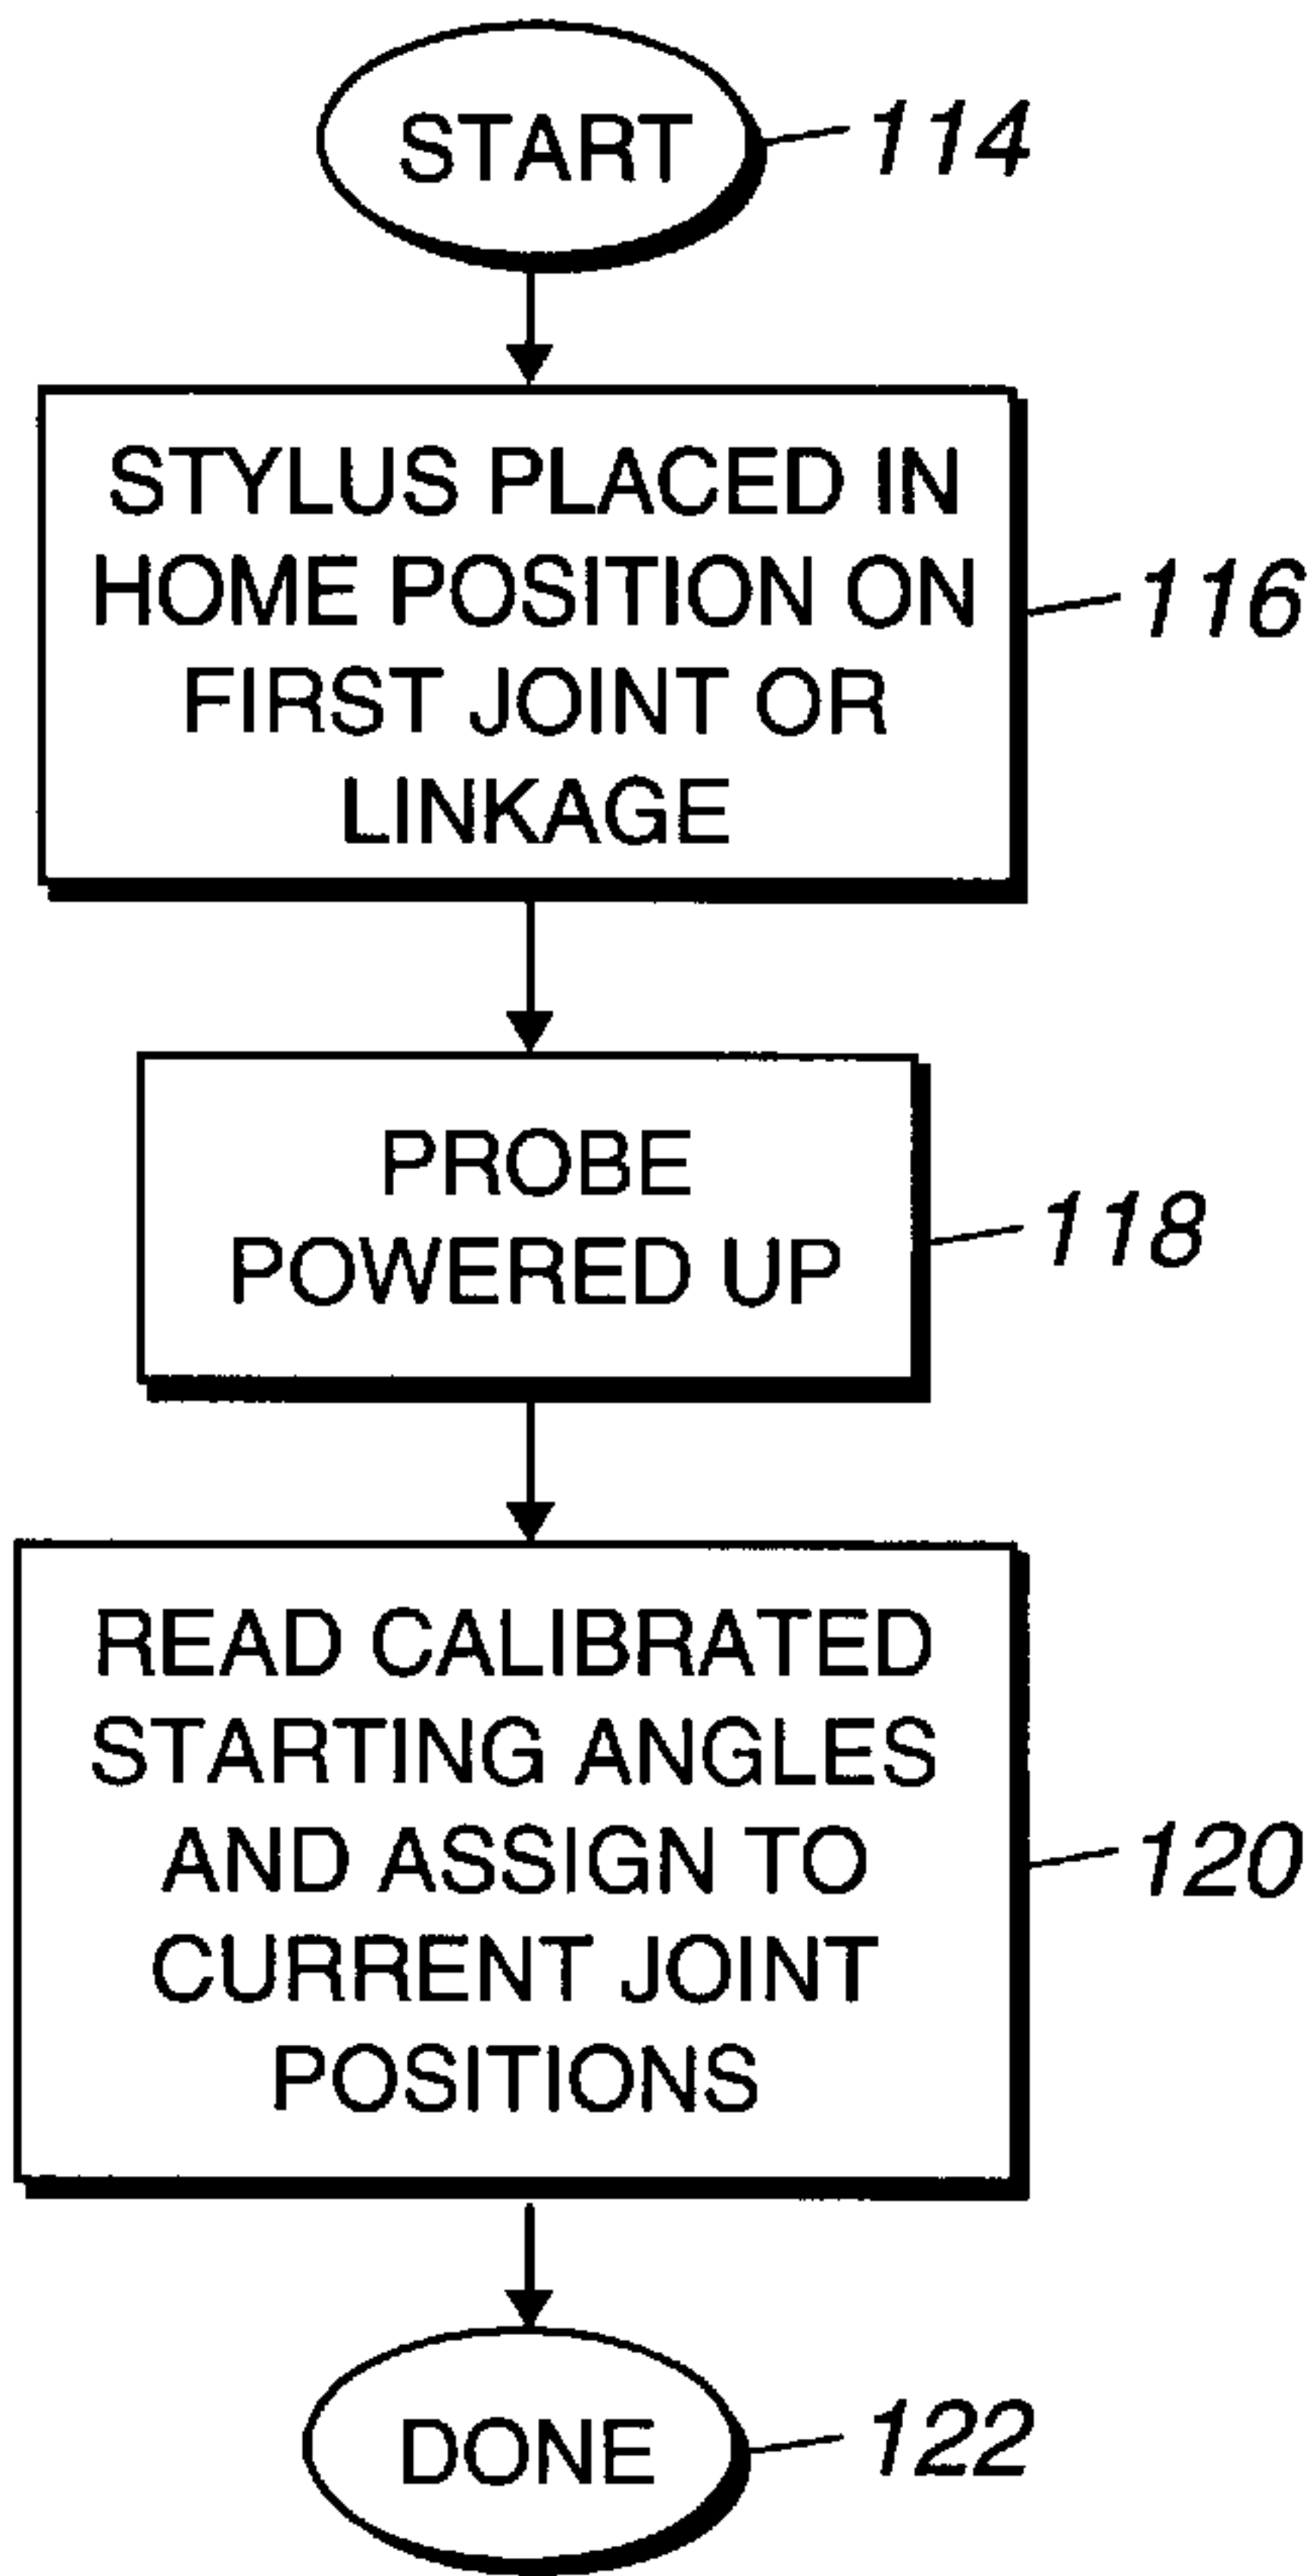 START
114
STYLUS PLACED IN
HOME POSITION ON
FIRST JOINT OR
LINKAGE
116
PROBE
POWERED UP
118
READ CALIBRATED
STARTING ANGLES
AND ASSIGN TO
CURRENT JOINT
POSITIONS
120
DONE
122